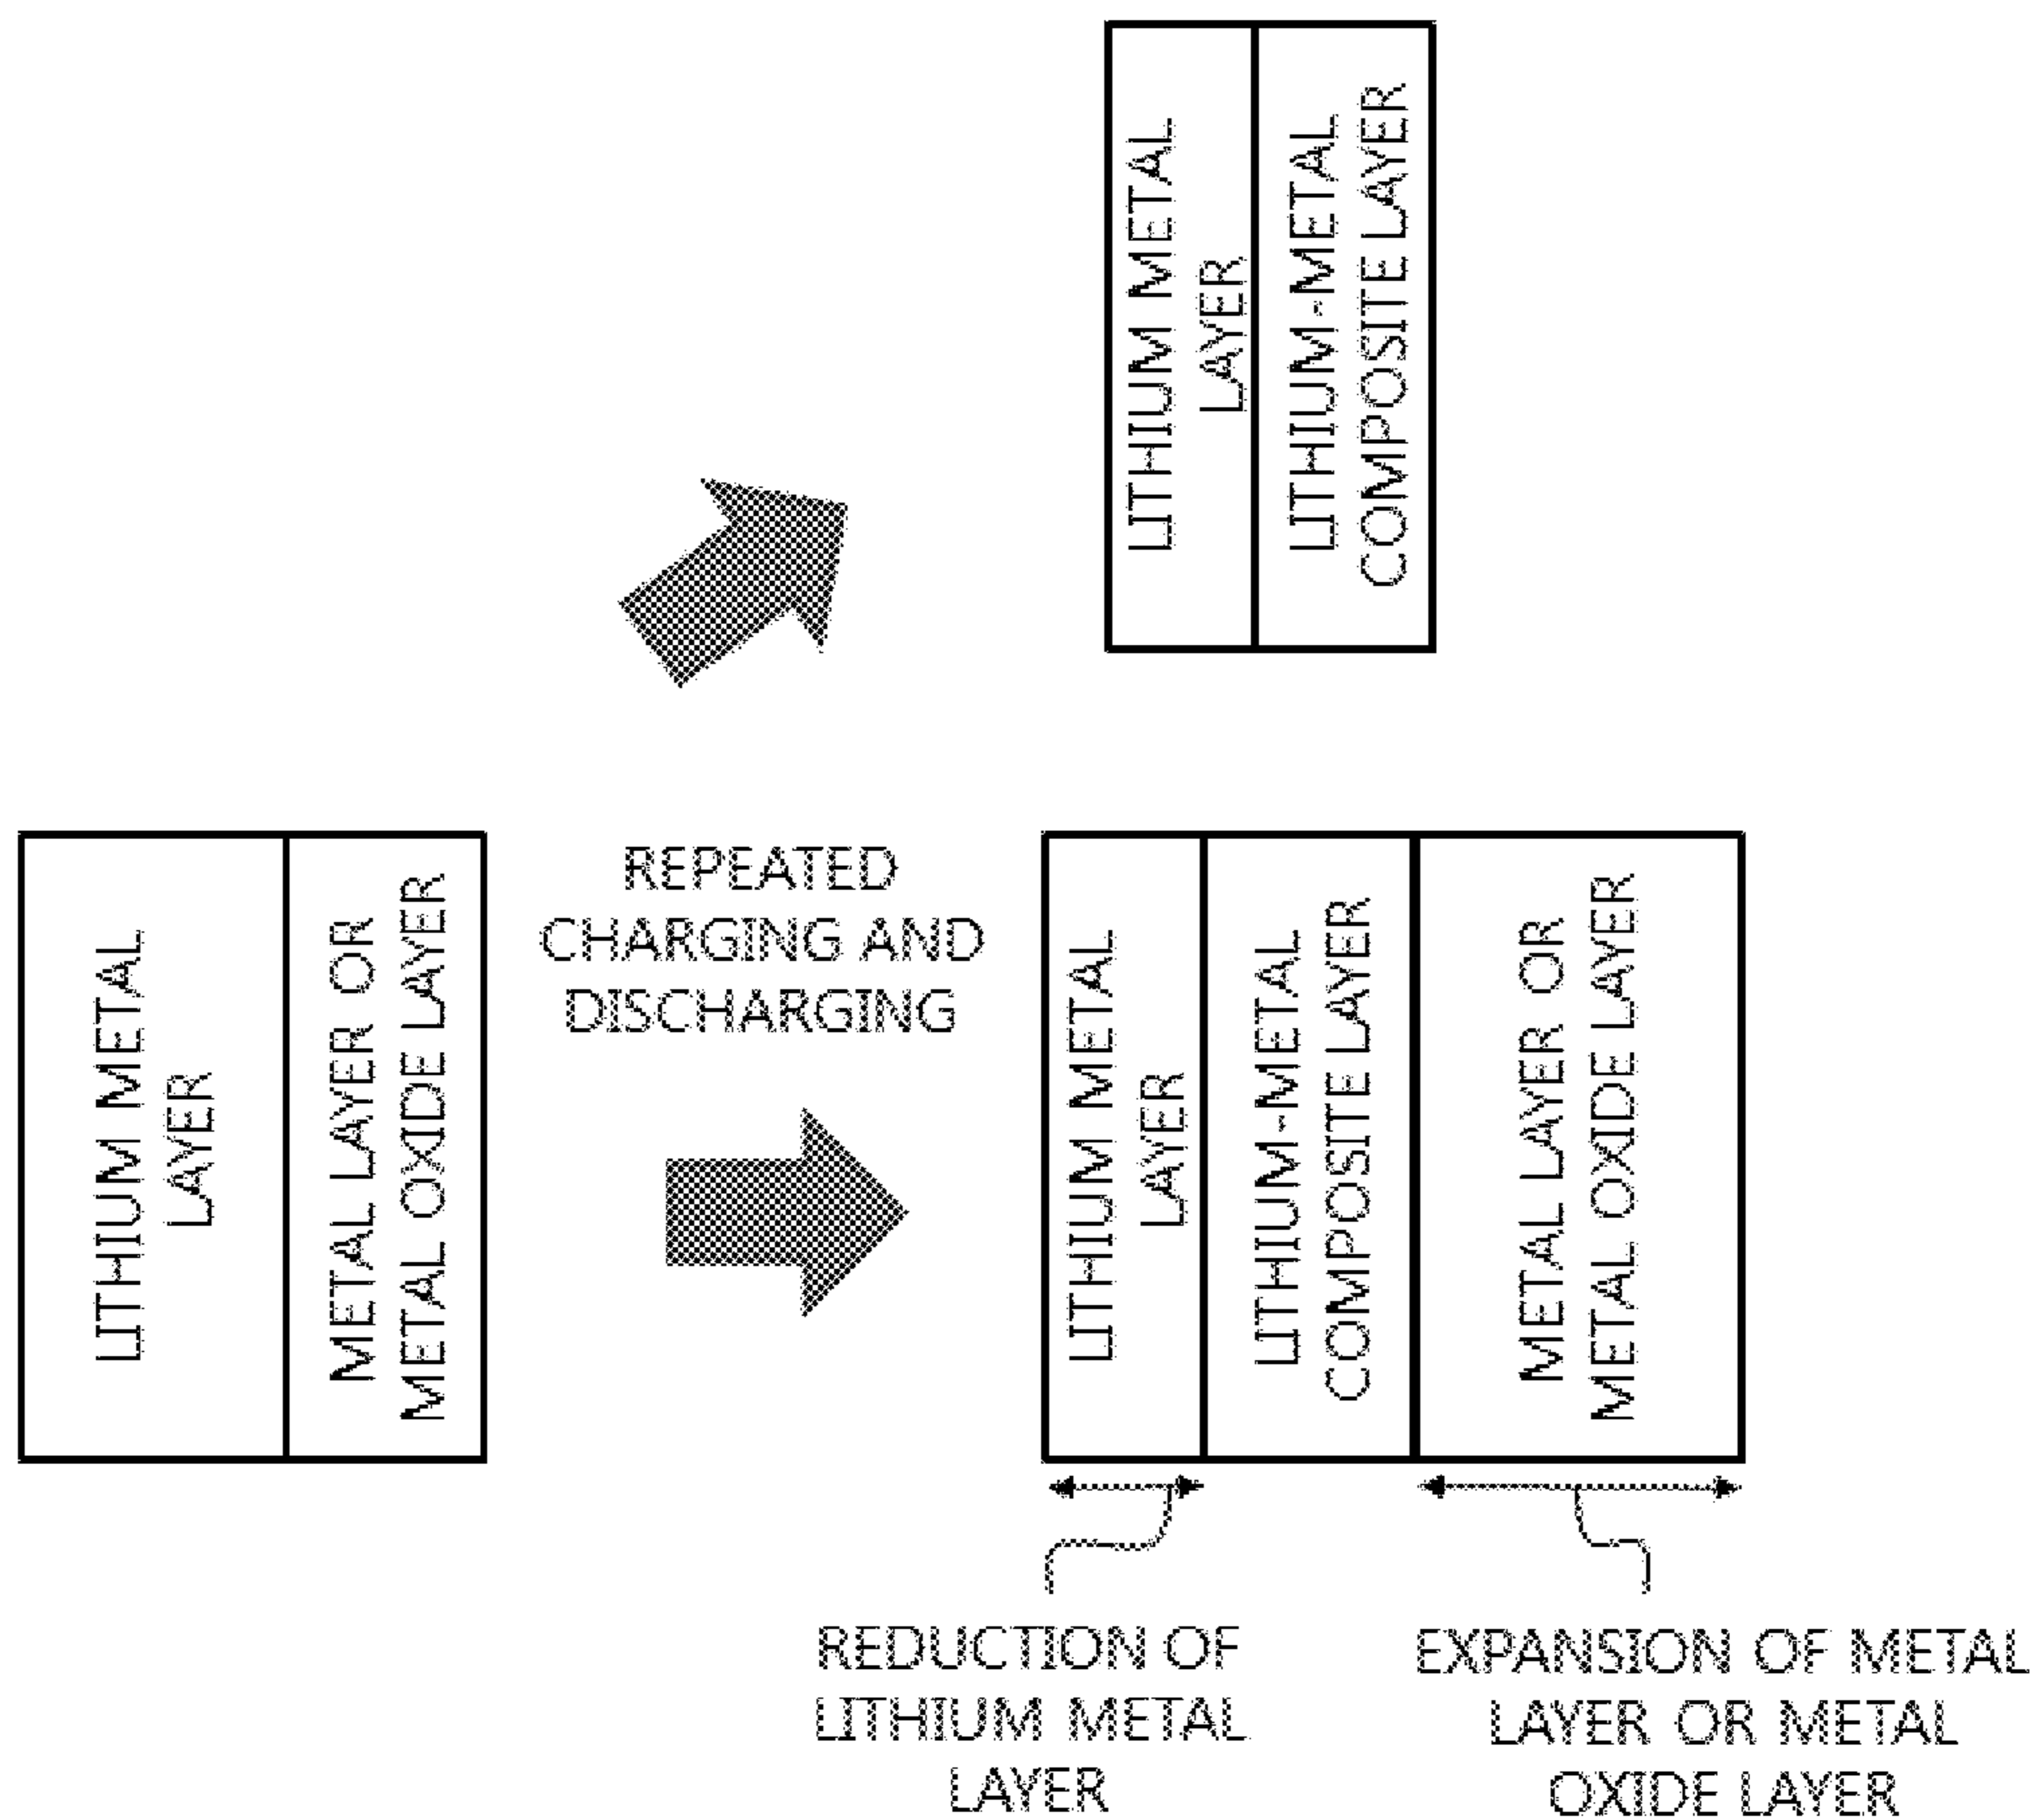 LITHIUM METAL
LAYER
LITHIUM-METAL
COMPOSITE LAYER
LITHIUM METAL
LAYER
METAL LAYER OR
METAL OXIDE LAYER
REPEATED
CHARGING AND
DISCHARGING
LITHIUM METAL
LAYER
LITHIUM-METAL
COMPOSITE LAYER
METAL LAYER OR
METAL OXIDE LAYER
REDUCTION OF
LITHIUM METAL
LAYER
EXPANSION OF METAL
LAYER OR METAL
OXIDE LAYER